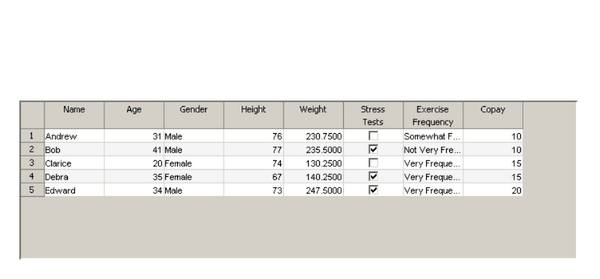 Name Age Gender Height Weight Stress Tests Exercise Frequency Copay
1 Andrew 31 Male 76 230.7500 Somewhat F... 10
2 Bob 41 Male 77 235.5000 Not Very Fre... 10
3 Clarice 20 Female 74 130.2500 Very Freque... 15
4 Debra 35 Female 67 140.2500 Very Freque... 15
5 Edward 34 Male 73 247.5000 Very Freque... 20